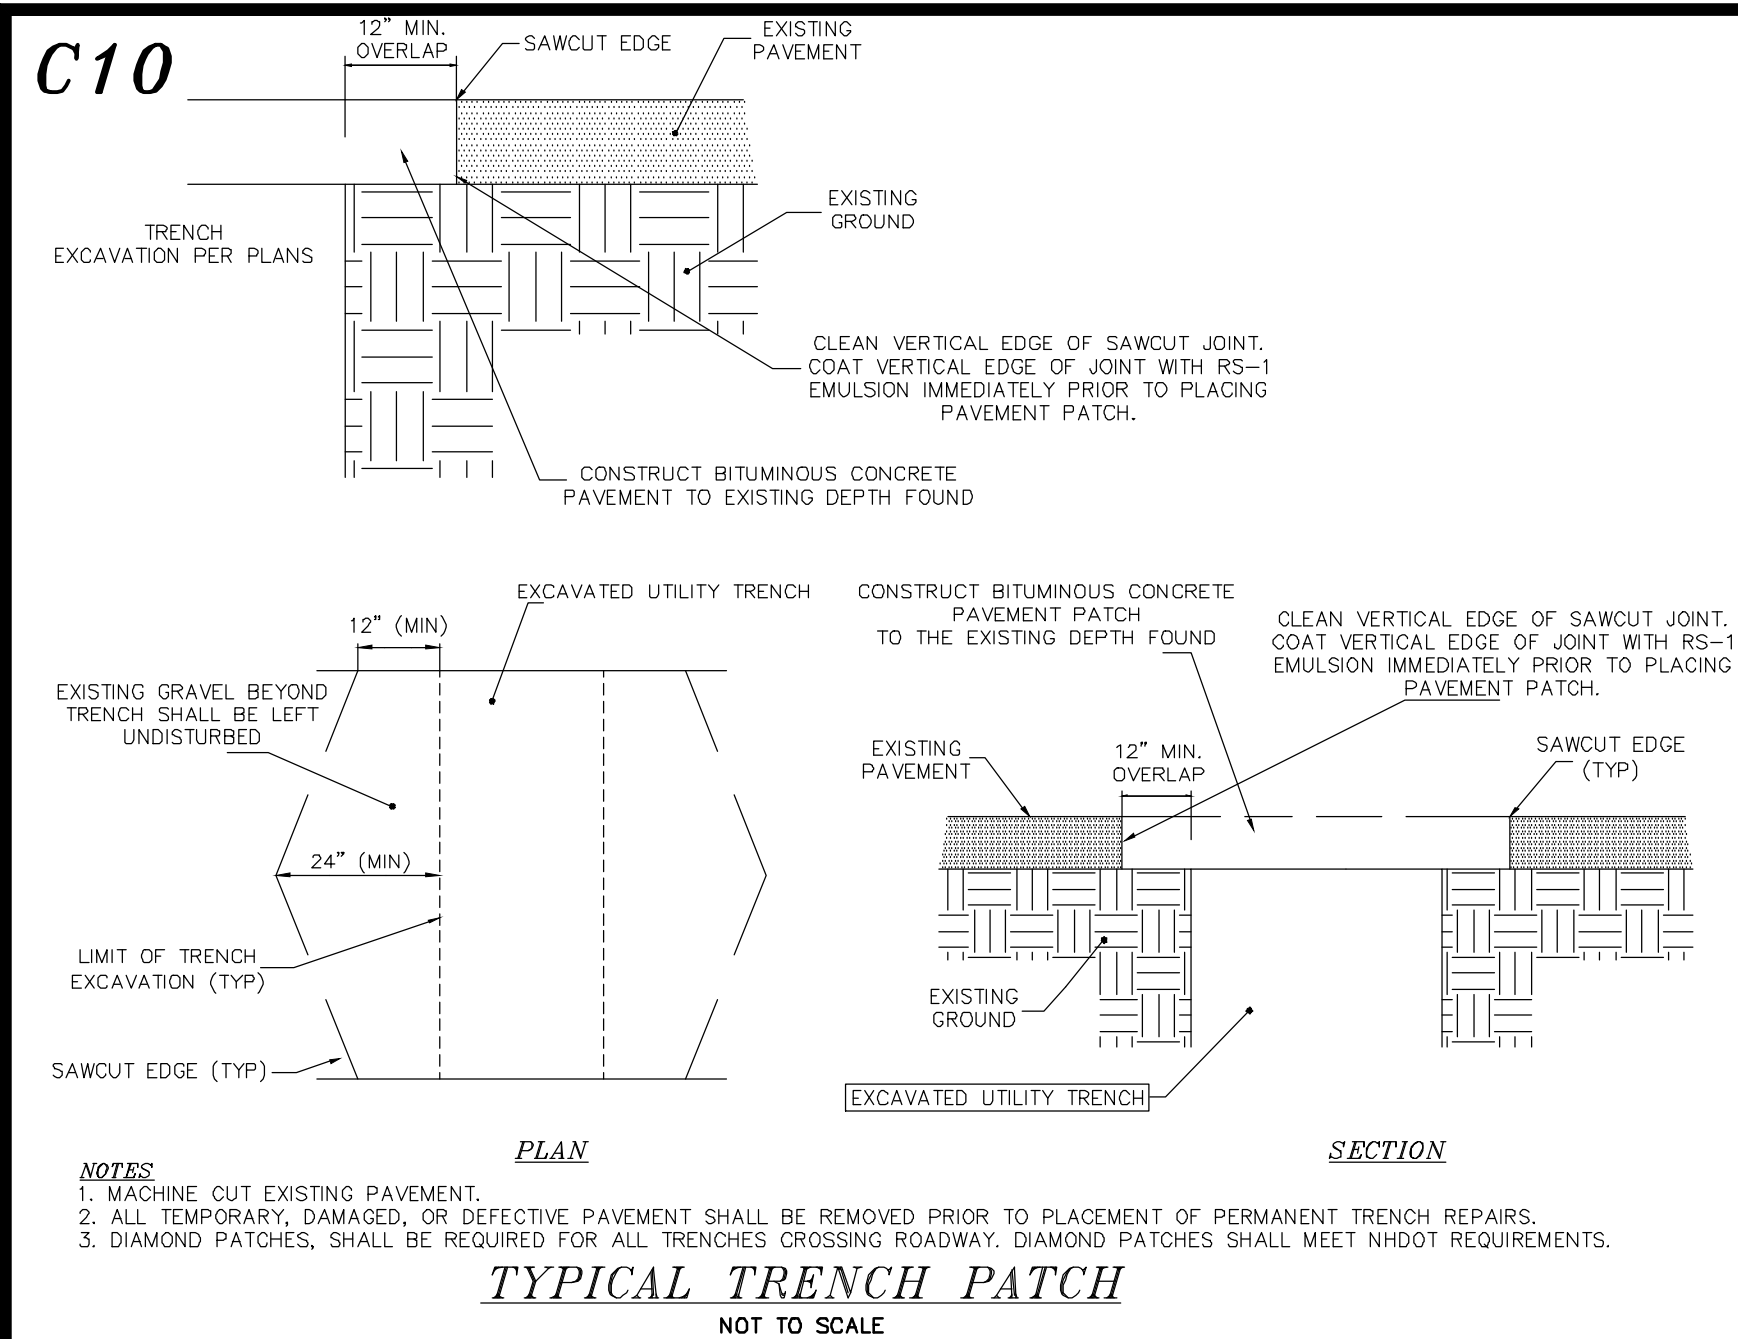 C10
12" MIN.
OVERLAP
SAWCUT EDGE
EXISTING
PAVEMENT
EXISTING
GROUND
TRENCH
EXCAVATION PER PLANS
CLEAN VERTICAL EDGE OF SAWCUT JOINT.
COAT VERTICAL EDGE OF JOINT WITH RS-1
EMULSION IMMEDIATELY PRIOR TO PLACING
PAVEMENT PATCH.
CONSTRUCT BITUMINOUS CONCRETE
PAVEMENT TO EXISTING DEPTH FOUND
EXCAVATED UTILITY TRENCH
12" (MIN)
EXISTING GRAVEL BEYOND
TRENCH SHALL BE LEFT
UNDISTURBED
24" (MIN)
LIMIT OF TRENCH
EXCAVATION (TYP)
SAWCUT EDGE (TYP)
PLAN
CONSTRUCT BITUMINOUS CONCRETE
PAVEMENT PATCH
TO THE EXISTING DEPTH FOUND
CLEAN VERTICAL EDGE OF SAWCUT JOINT.
COAT VERTICAL EDGE OF JOINT WITH RS-1
EMULSION IMMEDIATELY PRIOR TO PLACING
PAVEMENT PATCH.
EXISTING
PAVEMENT
12" MIN.
OVERLAP
SAWCUT EDGE
(TYP)
EXISTING
GROUND
EXCAVATED UTILITY TRENCH
SECTION
NOTES
1. MACHINE CUT EXISTING PAVEMENT.
2. ALL TEMPORARY, DAMAGED, OR DEFECTIVE PAVEMENT SHALL BE REMOVED PRIOR TO PLACEMENT OF PERMANENT TRENCH REPAIRS.
3. DIAMOND PATCHES, SHALL BE REQUIRED FOR ALL TRENCHES CROSSING ROADWAY. DIAMOND PATCHES SHALL MEET NHDOT REQUIREMENTS.
TYPICAL TRENCH PATCH
NOT TO SCALE